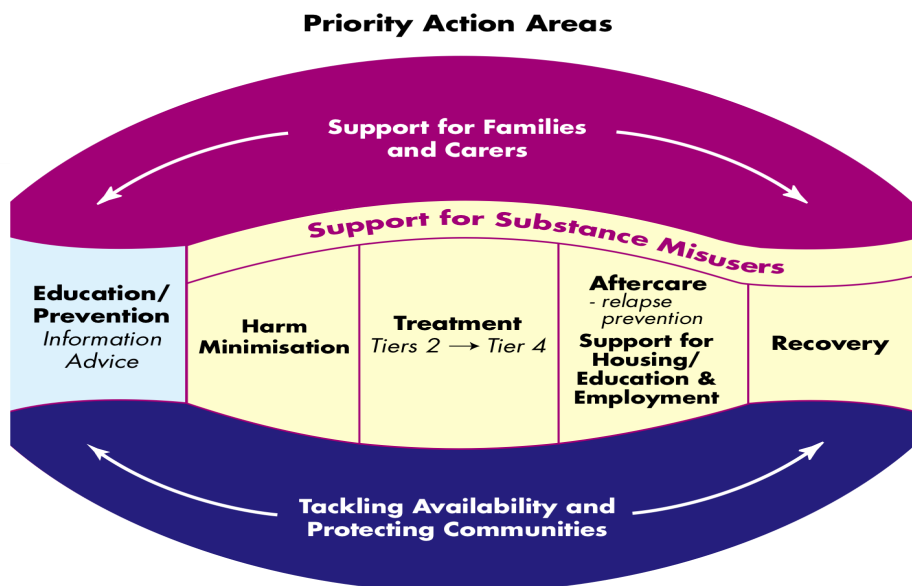 Priority Action Areas
Support for Families
and Carers
Support for Substance Misusers
Education/
Prevention
Information
Advice
Harm
Minimisation
Treatment
Tiers 2 → Tier 4
Aftercare
- relapse
prevention
Support for
Housing/
Education &
Employment
Recovery
Tackling Availability and
Protecting Communities